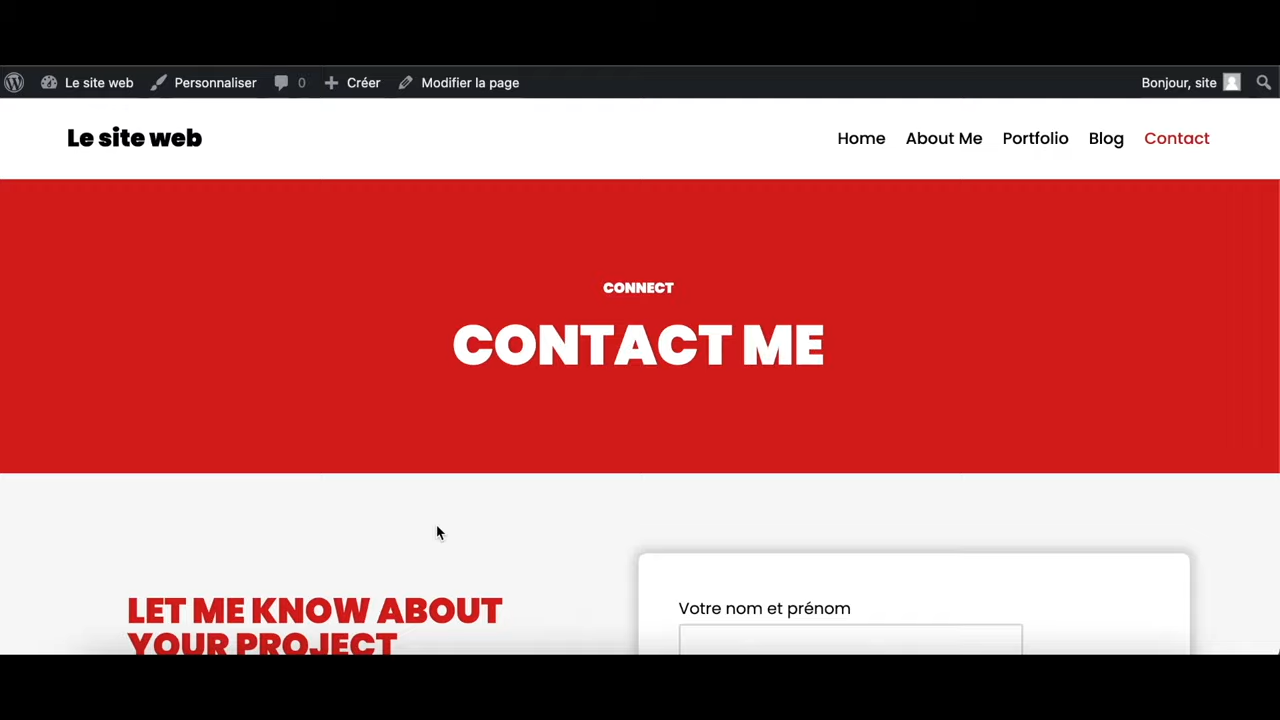 Le site web Personnaliser 0 Créer Modifier la page Bonjour, site
Le site web Home About Me Portfolio Blog Contact
CONNECT
CONTACT ME
LET ME KNOW ABOUT
YOUR PROJECT
Votre nom et prénom